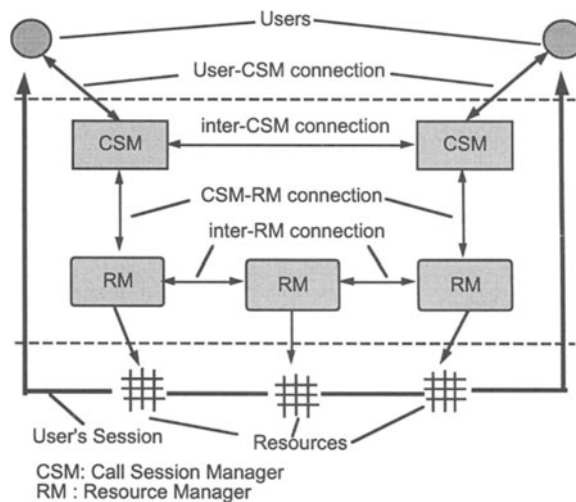 Users
User-CSM connection
inter-CSM connection
CSM
CSM
CSM-RM connection
inter-RM connection
RM
RM
RM
User's Session
Resources
CSM: Call Session Manager
RM : Resource Manager